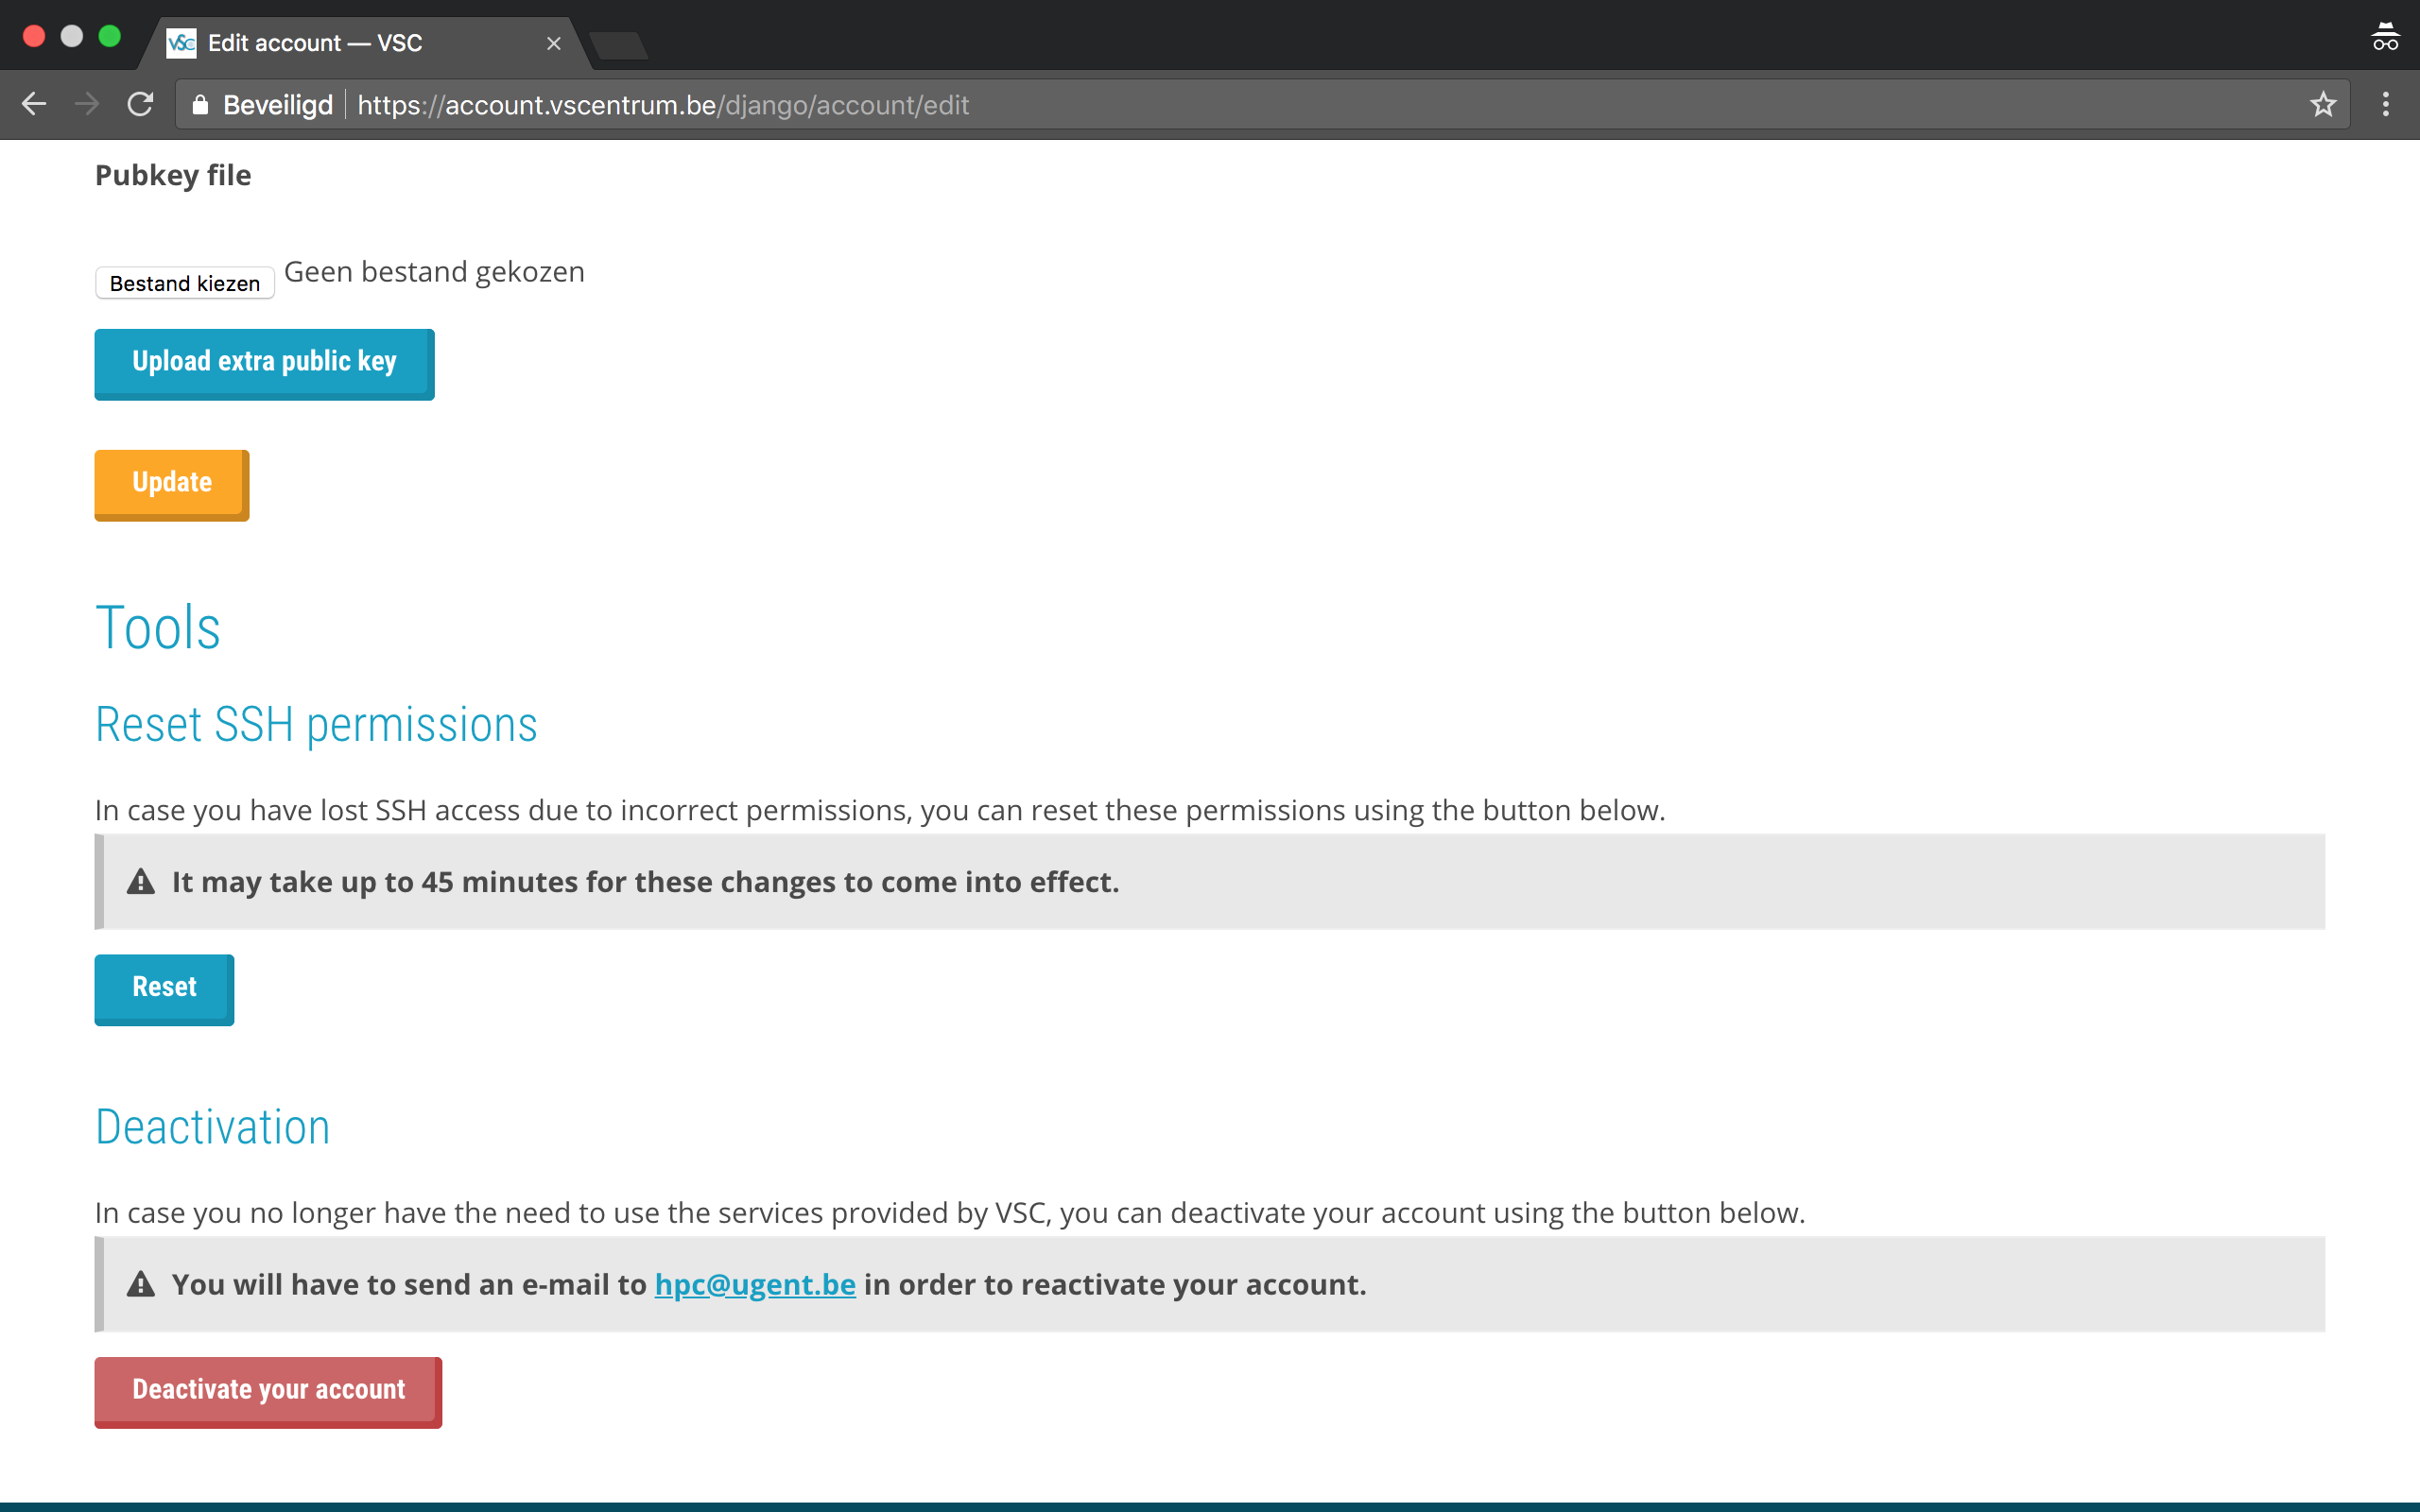 VSC Edit account — VSC
Beveiligd https://account.vscentrum.be/django/account/edit
Pubkey file
Bestand kiezen Geen bestand gekozen
Upload extra public key
Update
Tools
Reset SSH permissions
In case you have lost SSH access due to incorrect permissions, you can reset these permissions using the button below.
It may take up to 45 minutes for these changes to come into effect.
Reset
Deactivation
In case you no longer have the need to use the services provided by VSC, you can deactivate your account using the button below.
You will have to send an e-mail to hpc@ugent.be in order to reactivate your account.
Deactivate your account